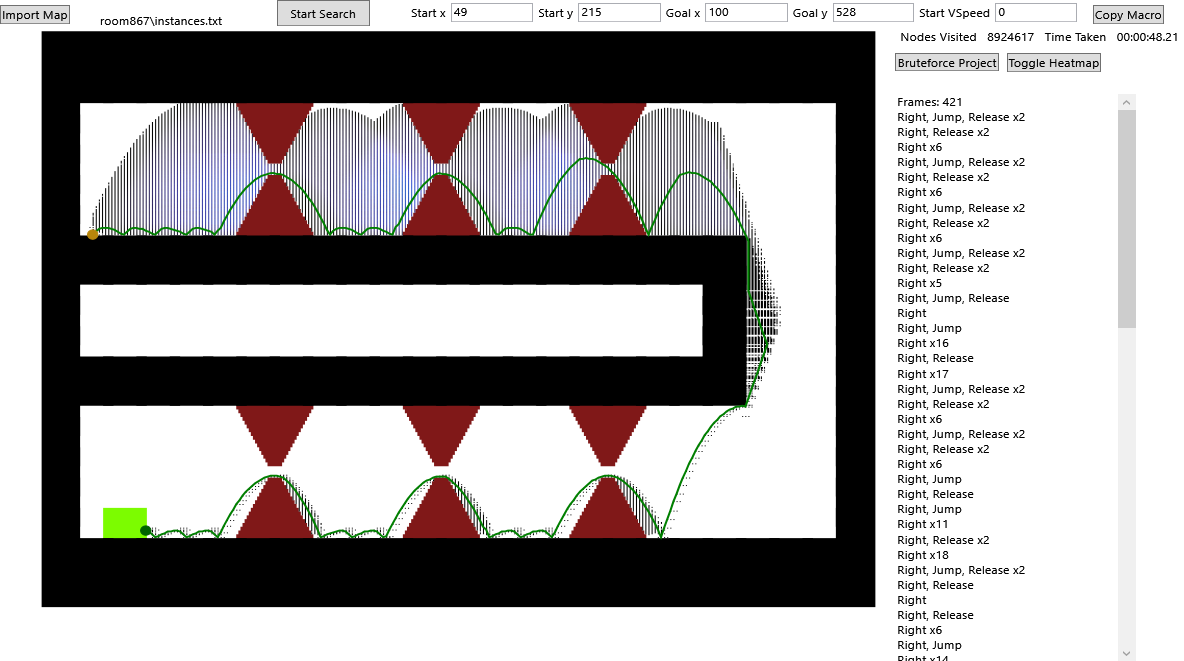 Import Map
room867\instances.txt
Start Search
Start x 49 Start y 215 Goal x 100 Goal y 528 Start VSpeed 0
Copy Macro
Nodes Visited 8924617 Time Taken 00:00:48.21
Bruteforce Project Toggle Heatmap
Frames: 421
Right, Jump, Release x2
Right, Release x2
Right x6
Right, Jump, Release x2
Right, Release x2
Right x6
Right, Jump, Release x2
Right, Release x2
Right x6
Right, Jump, Release x2
Right, Release x2
Right x5
Right, Jump, Release
Right
Right, Jump
Right x16
Right, Release
Right x17
Right, Jump, Release x2
Right, Release x2
Right x6
Right, Jump, Release x2
Right, Release x2
Right x6
Right, Jump
Right, Release
Right, Jump
Right x11
Right, Release x2
Right x18
Right, Jump, Release x2
Right, Release
Right
Right, Release
Right x6
Right, Jump
Right x14